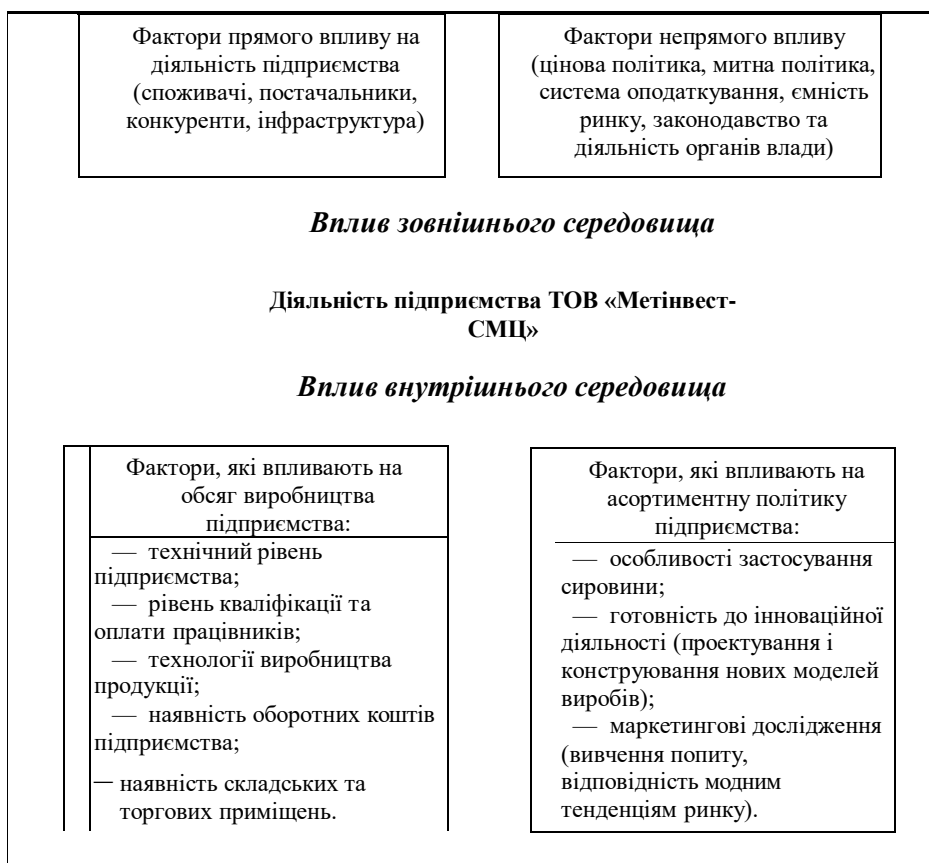 Фактори прямого впливу на
діяльність підприємства
(споживачі, постачальники,
конкуренти, інфраструктура)
Фактори непрямого впливу
(цінова політика, митна політика,
система оподаткування, ємність
ринку, законодавство та
діяльність органів влади)
Вплив зовнішнього середовища
Діяльність підприємства ТОВ «Метінвест-
СМЦ»
Вплив внутрішнього середовища
Фактори, які впливають на
обсяг виробництва
підприємства:
— технічний рівень
підприємства;
— рівень кваліфікації та
оплати працівників;
— технології виробництва
продукції;
— наявність оборотних коштів
підприємства;
— наявність складських та
торгових приміщень.
Фактори, які впливають на
асортиментну політику
підприємства:
— особливості застосування
сировини;
— готовність до інноваційної
діяльності (проектування і
конструювання нових моделей
виробів);
— маркетингові дослідження
(вивчення попиту,
відповідність модним
тенденціям ринку).